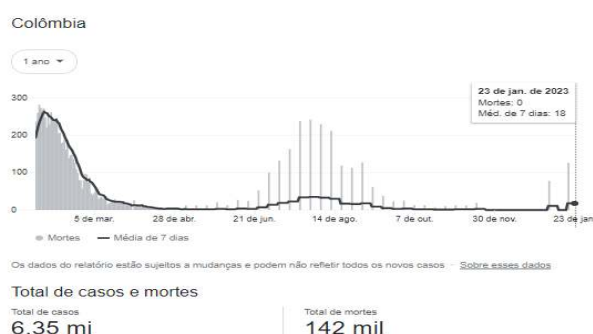 Colômbia
1 ano
23 de jan. de 2023
Mortes: 0
Méd. de 7 dias: 18
300
200
100
0
5 de mar.
28 de abr.
21 de jun.
14 de ago.
7 de out.
30 de nov.
23 de jan
Mortes
Média de 7 dias
Os dados do relatório estão sujeitos a mudanças e podem não refletir todos os novos casos · Sobre esses dados
Total de casos e mortes
Total de casos
Total de mortes
6,35 mi
142 mil